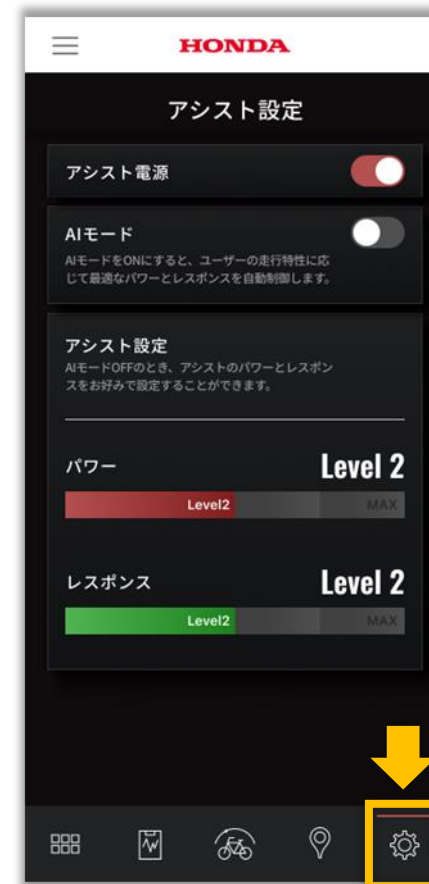 HONDA
アシスト設定
アシスト電源
AIモード
AIモードをONにすると、ユーザーの走行特性に応
じて最適なパワーとレスポンスを自動制御します。
アシスト設定
AIモードOFFのとき、アシストのパワーとレスポン
スをお好みで設定することができます。
パワー
Level 2
Level2
MAX
レスポンス
Level 2
Level2
MAX